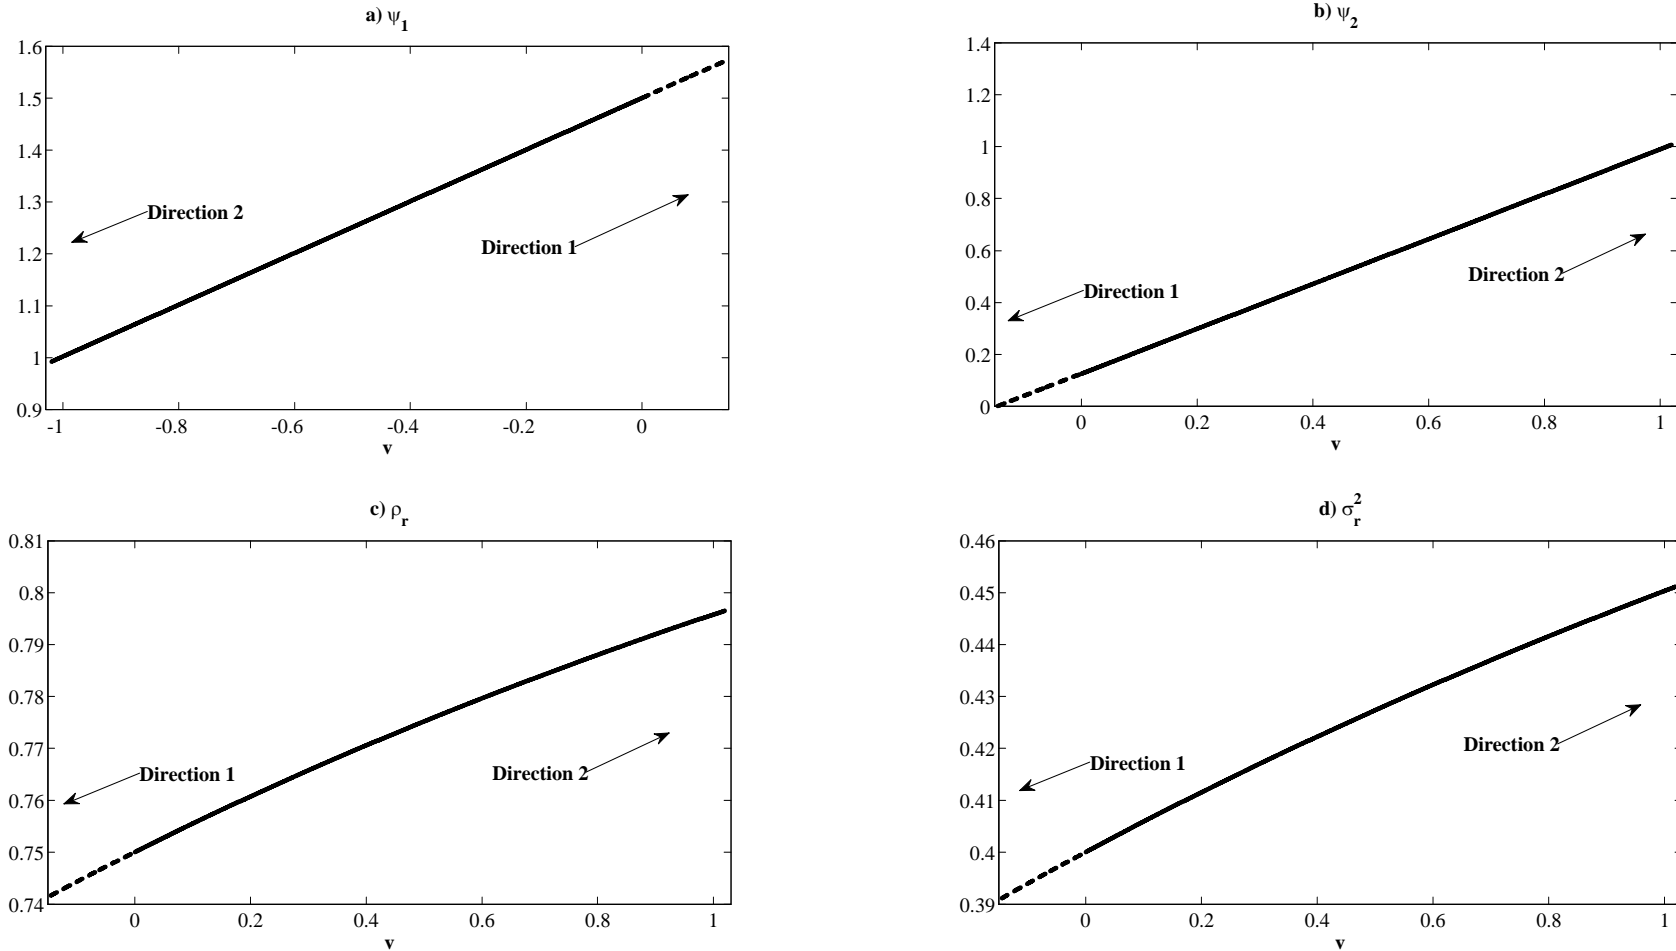 a) ψ_1
1.6
1.5
1.4
1.3
1.2
1.1
1
0.9
Direction 2
Direction 1
-1 -0.8 -0.6 -0.4 -0.2 0
v
b) ψ_2
1.4
1.2
1
0.8
0.6
0.4
0.2
0
Direction 2
Direction 1
0 0.2 0.4 0.6 0.8 1
v
c) ρ_r
0.81
0.8
0.79
0.78
0.77
0.76
0.75
0.74
Direction 1
Direction 2
0 0.2 0.4 0.6 0.8 1
v
d) σ_r^2
0.46
0.45
0.44
0.43
0.42
0.41
0.4
0.39
Direction 2
Direction 1
0 0.2 0.4 0.6 0.8 1
v